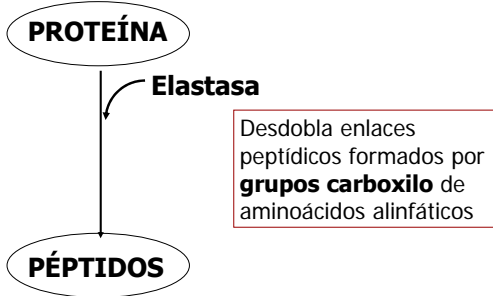 PROTEÍNA
Elastasa
Desdobla enlaces
peptídicos formados por
grupos carboxilo de
aminoácidos alinfáticos
PÉPTIDOS